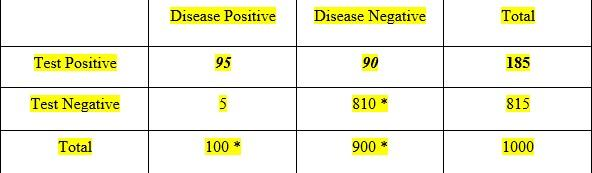 Disease Positive Disease Negative Total
Test Positive 95 90 185
Test Negative 5 810 * 815
Total 100 * 900 * 1000